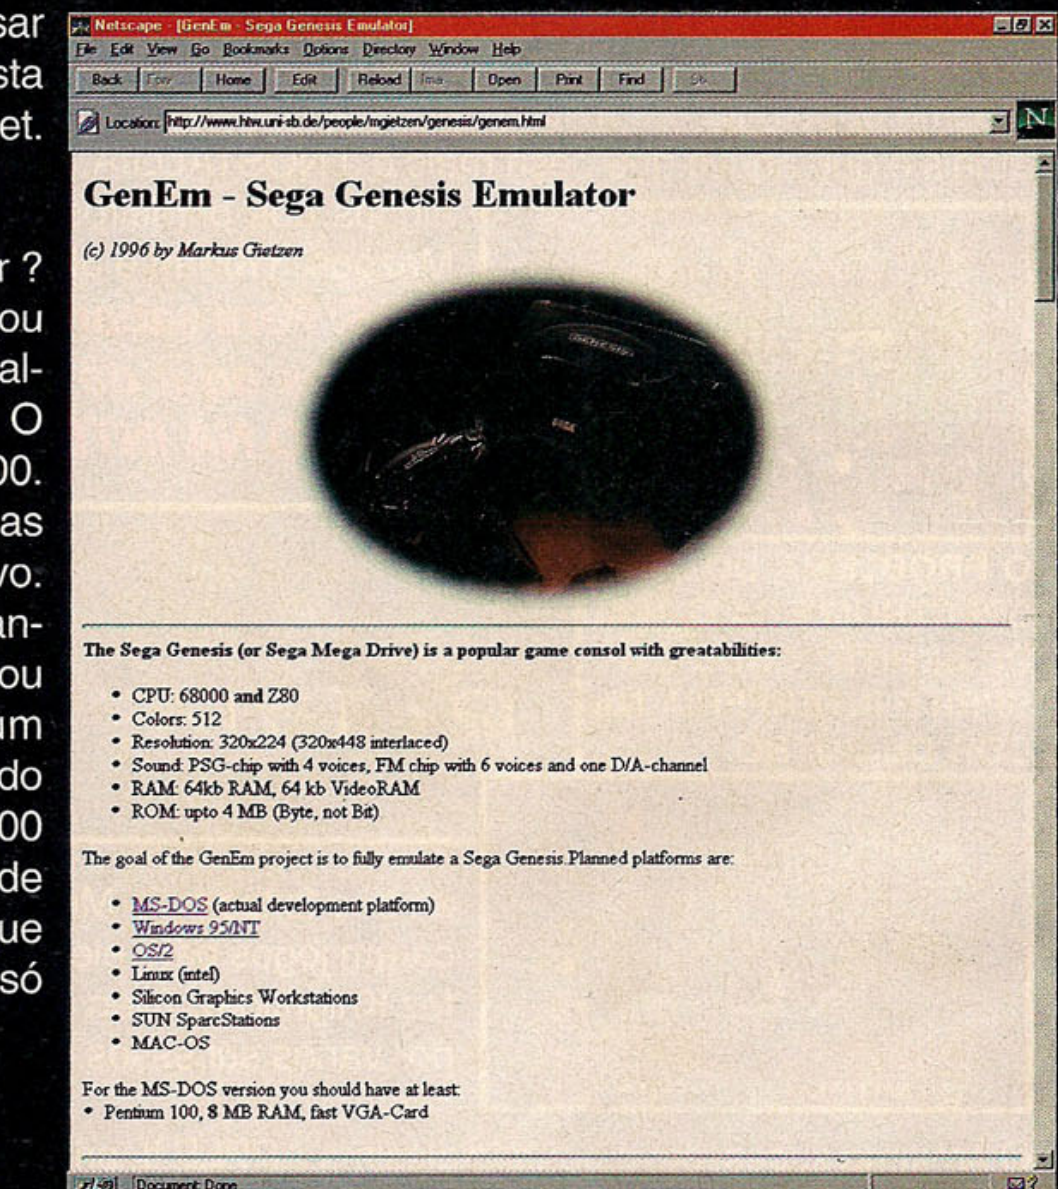 sar
sta
et.
r ?
ou
al-
O
00.
as
vo.
an-
ou
um
do
00
de
ue
só
Netscape - [GenEm - Sega Genesis Emulator]
File Edit View Go Bookmarks Options Directory Window Help
Back Home Edit Reload Open Print Find
Location: http://www.htw.uni-sb.de/people/mgietzen/genesis/genem.html
N
GenEm - Sega Genesis Emulator
(c) 1996 by Markus Gietzen
GENESIS
SEGA
The Sega Genesis (or Sega Mega Drive) is a popular game consol with greatabilities:
• CPU: 68000 and Z80
• Colors: 512
• Resolution: 320x224 (320x448 interlaced)
• Sound: PSG-chip with 4 voices, FM chip with 6 voices and one D/A-channel
• RAM: 64kb RAM, 64 kb VideoRAM
• ROM: upto 4 MB (Byte, not Bit)
The goal of the GenEm project is to fully emulate a Sega Genesis.Planned platforms are:
• MS-DOS (actual development platform)
• Windows 95/NT
• OS/2
• Linux (intel)
• Silicon Graphics Workstations
• SUN SparcStations
• MAC-OS
For the MS-DOS version you should have at least:
• Pentium 100, 8 MB RAM, fast VGA-Card
Document: Done